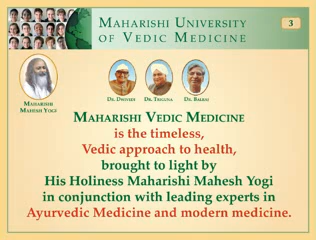 MAHARISHI UNIVERSITY
OF VEDIC MEDICINE
3
MAHARISHI
MAHESH YOGI
DR. DWIVEDI
DR. TRIGUNA
DR. BALRAJ
MAHARISHI VEDIC MEDICINE
is the timeless,
Vedic approach to health,
brought to light by
His Holiness Maharishi Mahesh Yogi
in conjunction with leading experts in
Ayurvedic Medicine and modern medicine.